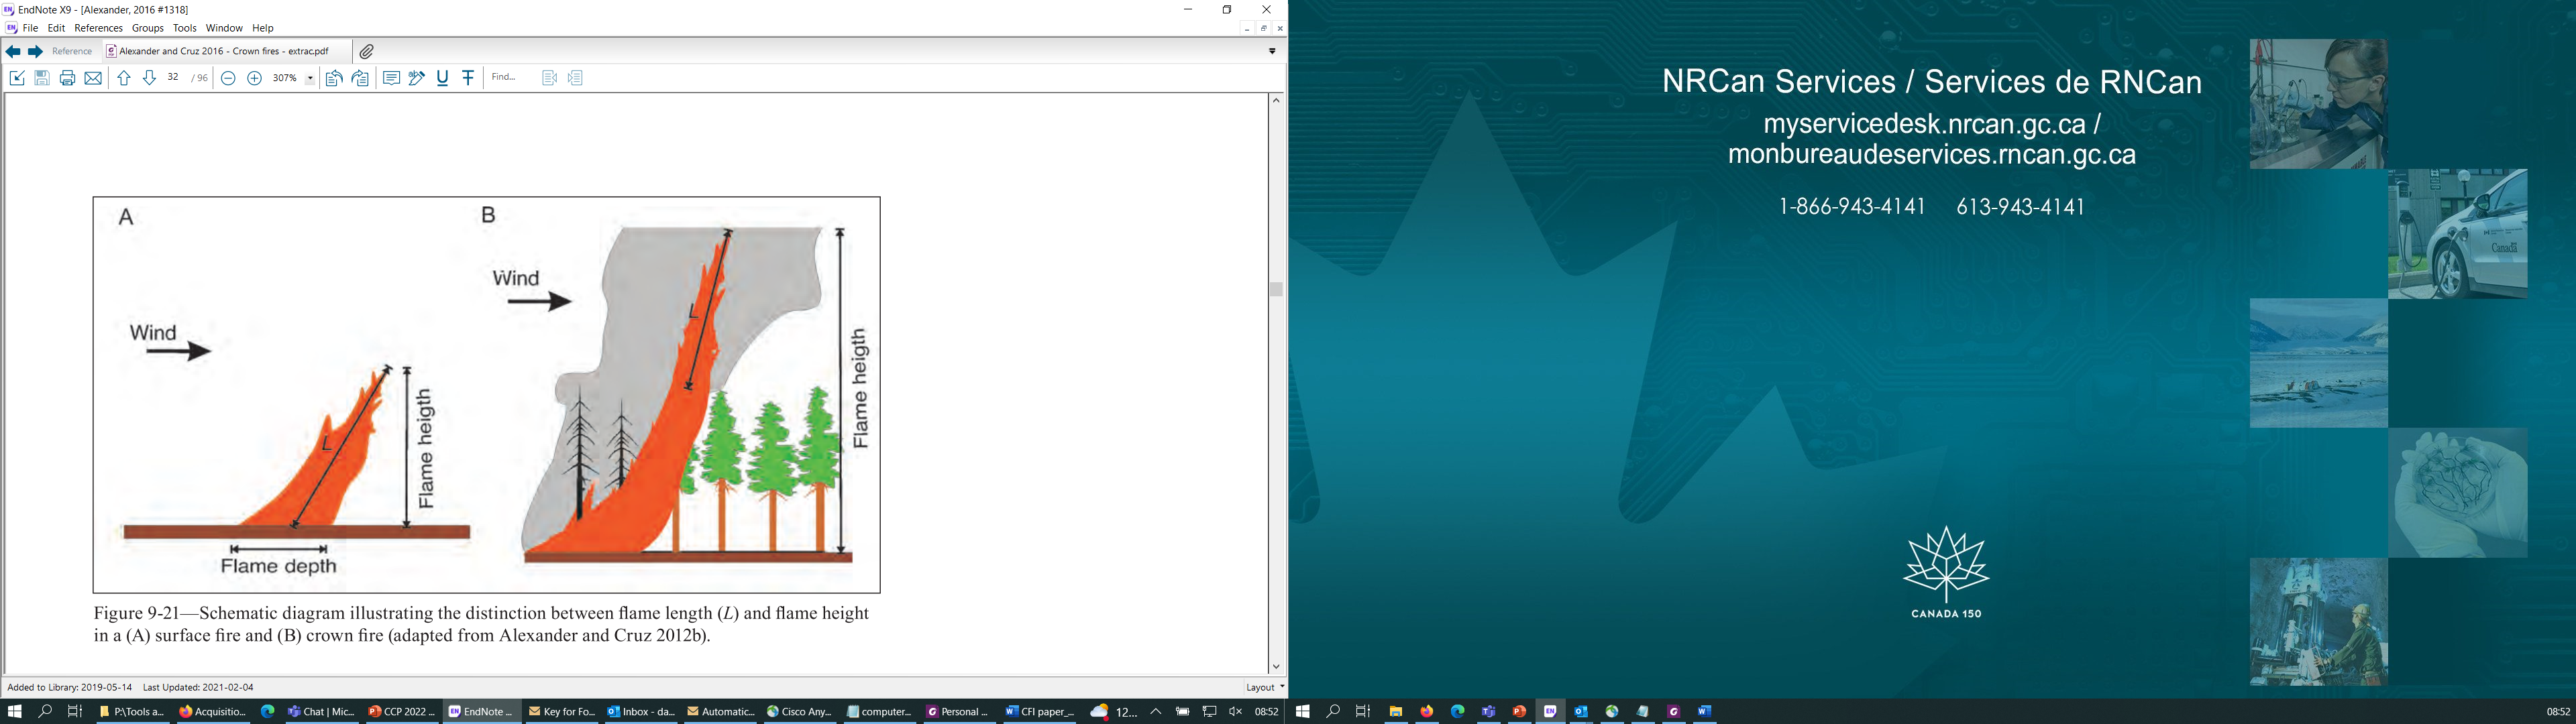 EndNote X9 - [Alexander, 2016 #1318]
File Edit References Groups Tools Window Help
Reference Alexander and Cruz 2016 - Crown fires - extrac.pdf
32 / 96 307% Find...
A
B
Wind
Wind
L
L
Flame heigth
Flame heigth
Flame depth
Figure 9-21—Schematic diagram illustrating the distinction between flame length (L) and flame height
in a (A) surface fire and (B) crown fire (adapted from Alexander and Cruz 2012b).
Added to Library: 2019-05-14 Last Updated: 2021-02-04
Layout
P:\Tools a... Acquisitio... Chat | Mic... CCP 2022 ... EndNote ... Key for Fo... Inbox - da... Automatic... Cisco Any... computer... Personal ... CFI paper_... 12... 08:52
NRCan Services / Services de RNCan
myservicedesk.nrcan.gc.ca /
monbureaudeservices.rncan.gc.ca
1-866-943-4141 613-943-4141
Canada
CANADA 150
08:52